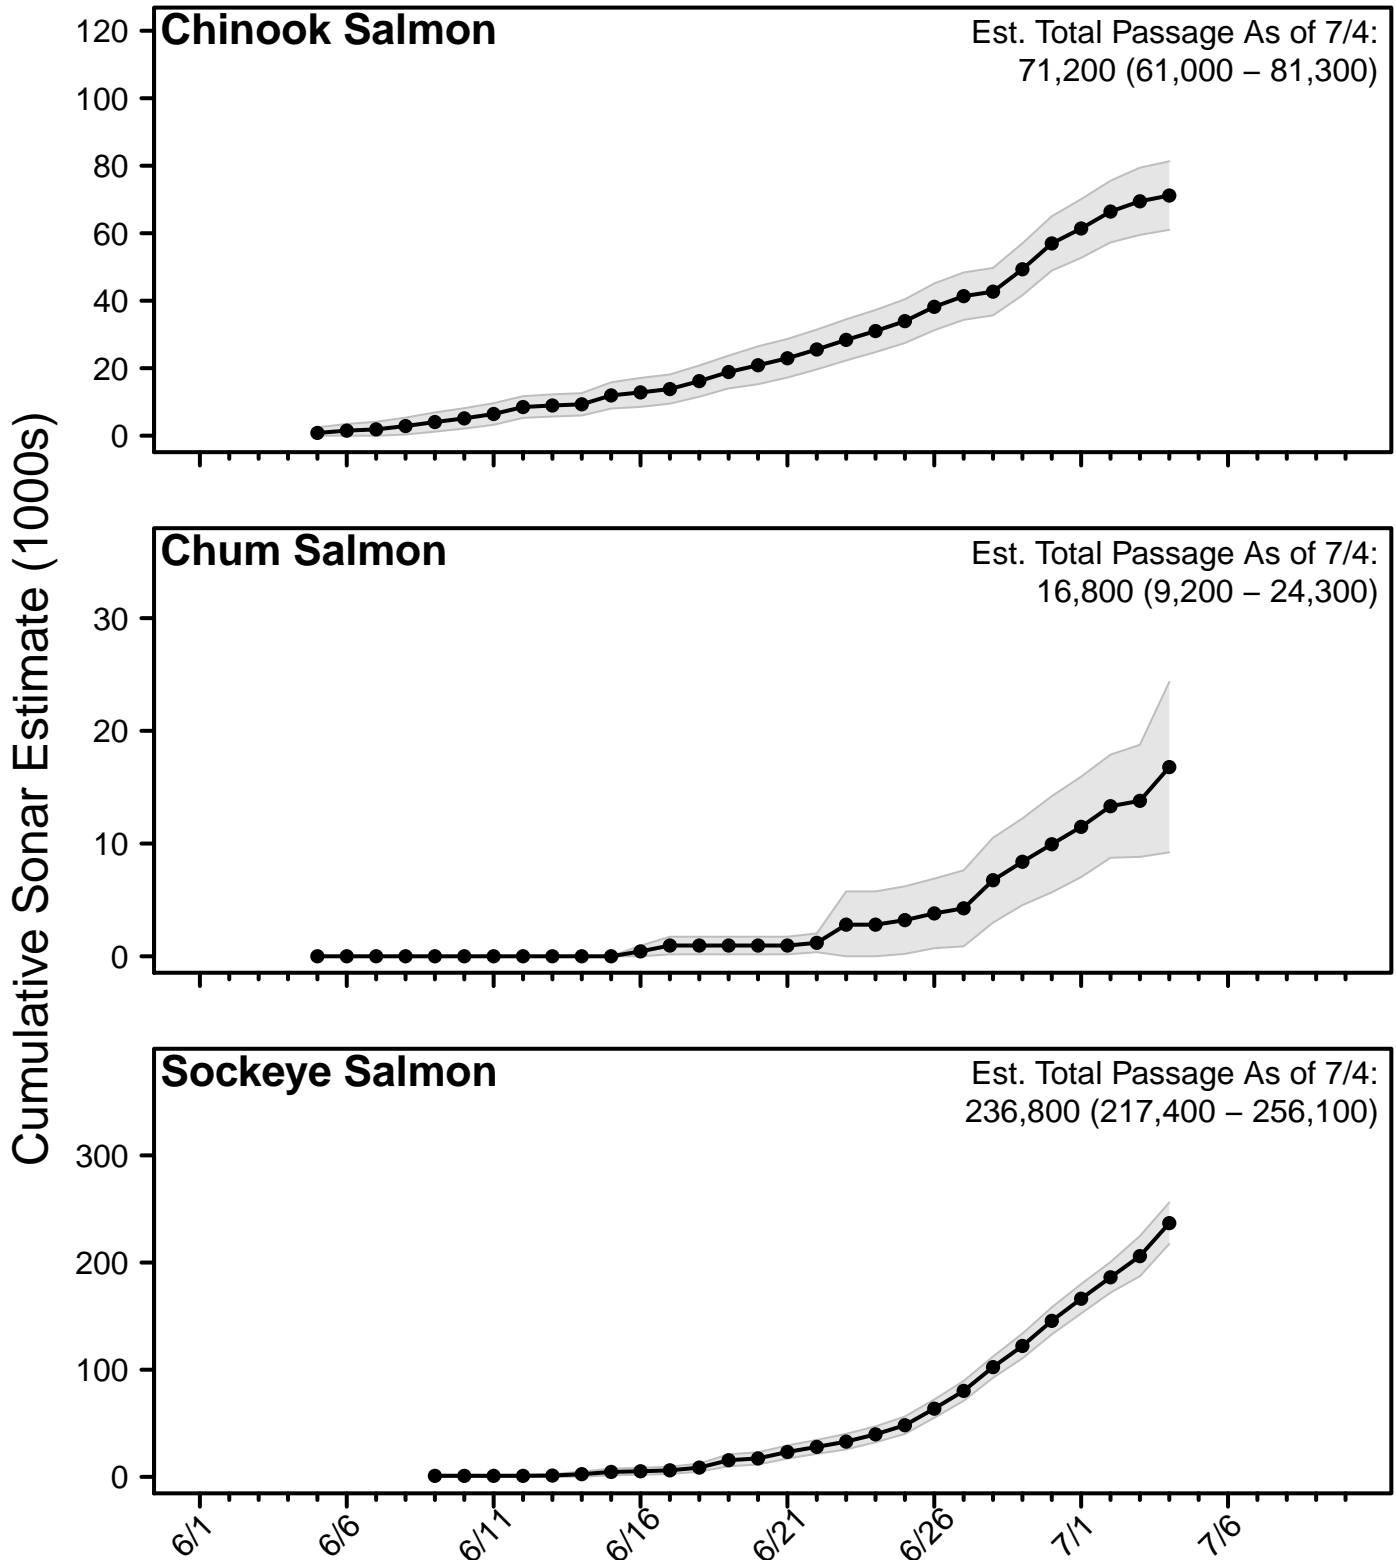 Cumulative Sonar Estimate (1000s)
Chinook Salmon
Est. Total Passage As of 7/4:
71,200 (61,000 – 81,300)
120
100
80
60
40
20
0
Chum Salmon
Est. Total Passage As of 7/4:
16,800 (9,200 – 24,300)
30
20
10
0
Sockeye Salmon
Est. Total Passage As of 7/4:
236,800 (217,400 – 256,100)
300
200
100
0
6/1
6/6
6/11
6/16
6/21
6/26
7/1
7/6